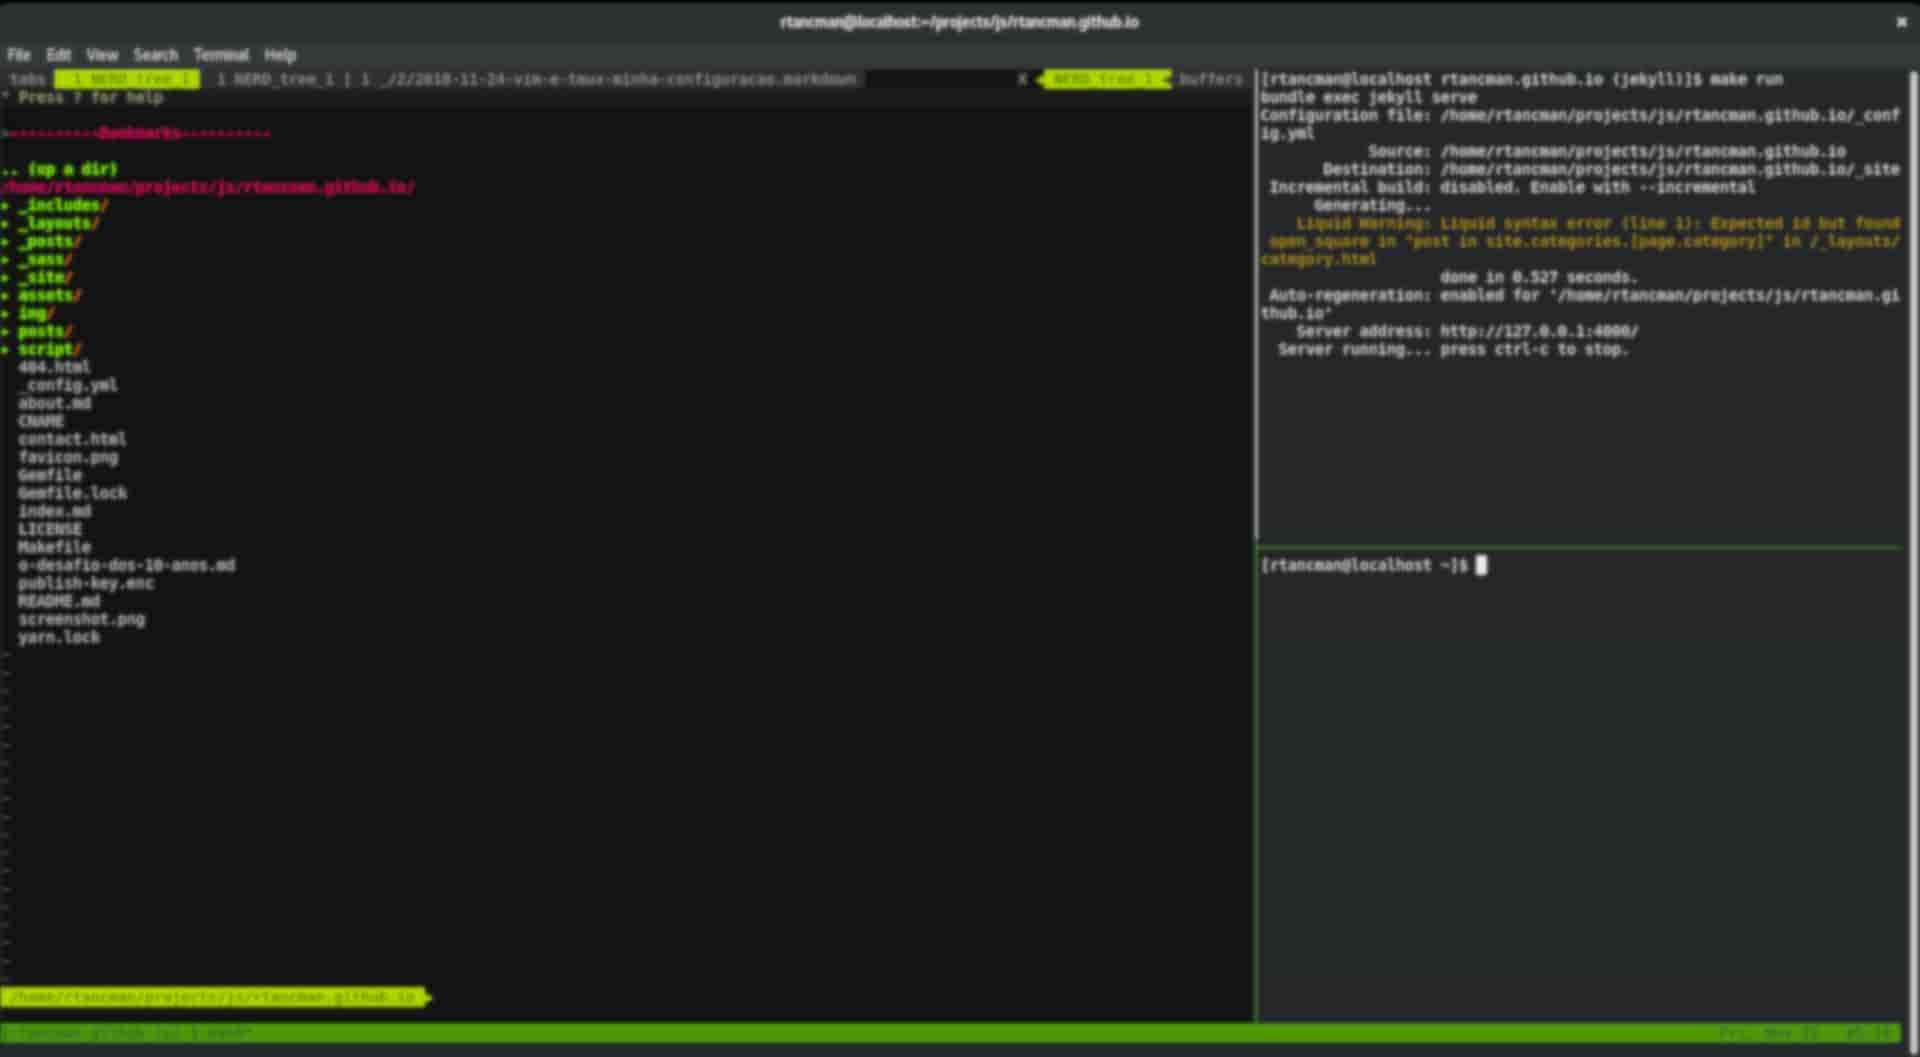 rtancman@localhost:~/projects/js/rtancman.github.io
File Edit View Search Terminal Help
tabs 1 NERD_tree_1 1 NERD_tree_1 | 1 _/2/2018-11-24-vim-e-tmux-minha-configuracao.markdown X NERD_tree_1 buffers
" Press ? for help
>----------Bookmarks----------
.. (up a dir)
/home/rtancman/projects/js/rtancman.github.io/
▸ _includes/
▸ _layouts/
▸ _posts/
▸ _sass/
▸ _site/
▸ assets/
▸ img/
▸ posts/
▸ script/
404.html
_config.yml
about.md
CNAME
contact.html
favicon.png
Gemfile
Gemfile.lock
index.md
LICENSE
Makefile
o-desafio-dos-10-anos.md
publish-key.enc
README.md
screenshot.png
yarn.lock
/home/rtancman/projects/js/rtancman.github.io
[rtancman@localhost rtancman.github.io (jekyll)]$ make run
bundle exec jekyll serve
Configuration file: /home/rtancman/projects/js/rtancman.github.io/_conf
ig.yml
Source: /home/rtancman/projects/js/rtancman.github.io
Destination: /home/rtancman/projects/js/rtancman.github.io/_site
Incremental build: disabled. Enable with --incremental
Generating...
Liquid Warning: Liquid syntax error (line 1): Expected id but found
open_square in "post in site.categories.[page.category]" in /_layouts/
category.html
done in 0.527 seconds.
Auto-regeneration: enabled for '/home/rtancman/projects/js/rtancman.gi
thub.io'
Server address: http://127.0.0.1:4000/
Server running... press ctrl-c to stop.
[rtancman@localhost ~]$